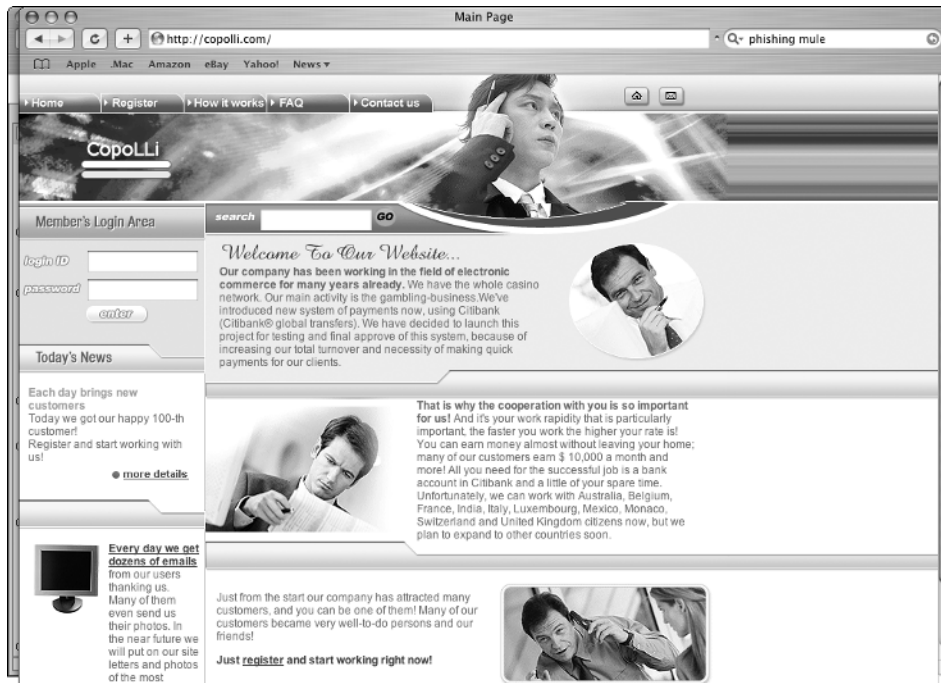 Main Page
http://copolli.com/
phishing mule
Apple .Mac Amazon eBay Yahoo! News
Home Register How it works FAQ Contact us
CopoLLi
Member's Login Area
login ID
password
enter
Today's News
Each day brings new
customers
Today we got our happy 100-th
customer!
Register and start working with
us!
more details
Every day we get
dozens of emails
from our users
thanking us.
Many of them
even send us
their photos. In
the near future we
will put on our site
letters and photos
of the most
search GO
Welcome To Our Website...
Our company has been working in the field of electronic
commerce for many years already. We have the whole casino
network. Our main activity is the gambling-business.We've
introduced new system of payments now, using Citibank
(Citibank® global transfers). We have decided to launch this
project for testing and final approve of this system, because of
increasing our total turnover and necessity of making quick
payments for our clients.
That is why the cooperation with you is so important
for us! And it's your work rapidity that is particularly
important, the faster you work the higher your rate is!
You can earn money almost without leaving your home;
many of our customers earn $ 10,000 a month and
more! All you need for the successful job is a bank
account in Citibank and a little of your spare time.
Unfortunately, we can work with Australia, Belgium,
France, India, Italy, Luxembourg, Mexico, Monaco,
Switzerland and United Kingdom citizens now, but we
plan to expand to other countries soon.
Just from the start our company has attracted many
customers, and you can be one of them! Many of our
customers became very well-to-do persons and our
friends!
Just register and start working right now!